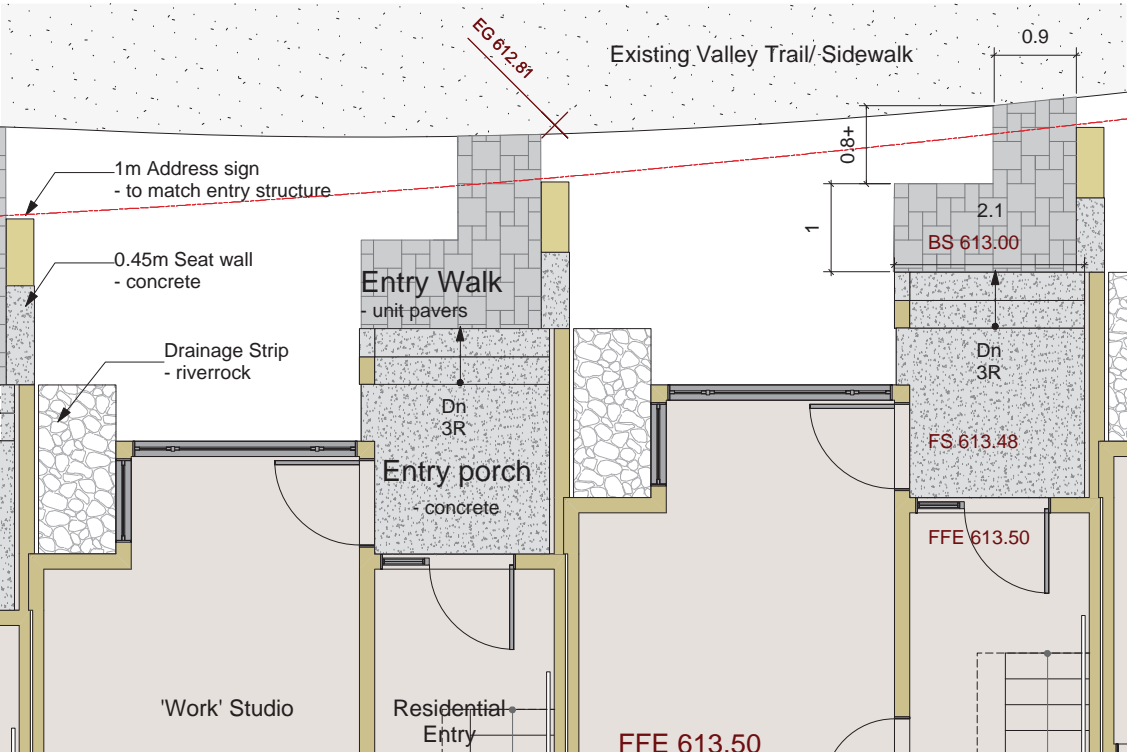 EG 612.81
Existing Valley Trail/ Sidewalk
0.9
0.8+
1m Address sign
- to match entry structure
2.1
1
BS 613.00
0.45m Seat wall
- concrete
Entry Walk
- unit pavers
Drainage Strip
- riverrock
Dn
3R
Dn
3R
FS 613.48
Entry porch
- concrete
FFE 613.50
'Work' Studio
Residential
Entry
FFE 613.50